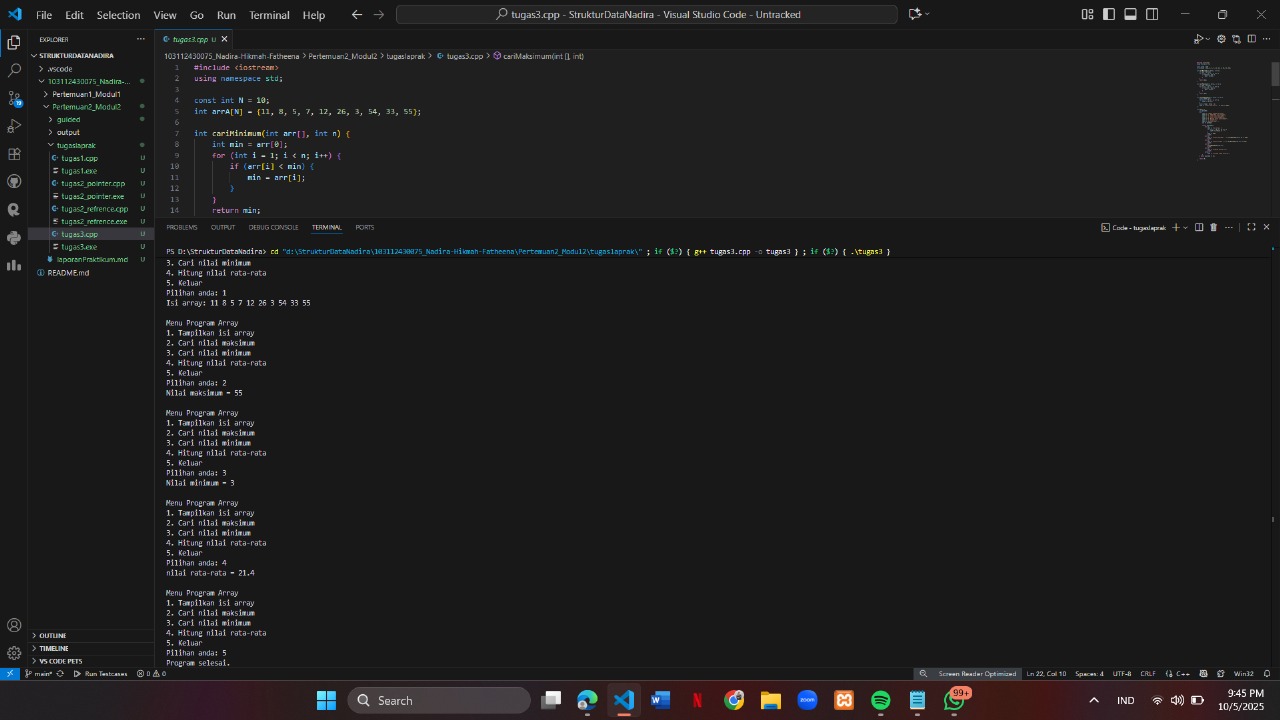 File Edit Selection View Go Run Terminal Help
tugas3.cpp - StrukturDataNadira - Visual Studio Code - Untracked
EXPLORER
STRUKTURDATANADIRA
.vscode
103112430075_Nadira-...
Pertemuan1_Modul1
Pertemuan2_Modul2
guided
output
tugaslaprak
tugas1.cpp U
tugas1.exe U
tugas2_pointer.cpp U
tugas2_pointer.exe U
tugas2_refrence.cpp U
tugas2_refrence.exe U
tugas3.cpp U
tugas3.exe U
laporanPraktikum.md U
README.md
OUTLINE
TIMELINE
VS CODE PETS
19
tugas3.cpp U
103112430075_Nadira-Hikmah-Fatheena > Pertemuan2_Modul2 > tugaslaprak > tugas3.cpp > cariMaksimum(int [], int)
1 #include <iostream>
2 using namespace std;
3
4 const int N = 10;
5 int arrA[N] = {11, 8, 5, 7, 12, 26, 3, 54, 33, 55};
6
7 int cariMinimum(int arr[], int n) {
8 int min = arr[0];
9 for (int i = 1; i < n; i++) {
10 if (arr[i] < min) {
11 min = arr[i];
12 }
13 }
14 return min;
PROBLEMS OUTPUT DEBUG CONSOLE TERMINAL PORTS
Code - tugaslaprak
PS D:\StrukturDataNadira> cd "d:\StrukturDataNadira\103112430075_Nadira-Hikmah-Fatheena\Pertemuan2_Modul2\tugaslaprak\" ; if ($?) { g++ tugas3.cpp -o tugas3 } ; if ($?) { .\tugas3 }
3. Cari nilai minimum
4. Hitung nilai rata-rata
5. Keluar
Pilihan anda: 1
Isi array: 11 8 5 7 12 26 3 54 33 55
Menu Program Array
1. Tampilkan isi array
2. Cari nilai maksimum
3. Cari nilai minimum
4. Hitung nilai rata-rata
5. Keluar
Pilihan anda: 2
Nilai maksimum = 55
Menu Program Array
1. Tampilkan isi array
2. Cari nilai maksimum
3. Cari nilai minimum
4. Hitung nilai rata-rata
5. Keluar
Pilihan anda: 3
Nilai minimum = 3
Menu Program Array
1. Tampilkan isi array
2. Cari nilai maksimum
3. Cari nilai minimum
4. Hitung nilai rata-rata
5. Keluar
Pilihan anda: 4
nilai rata-rata = 21.4
Menu Program Array
1. Tampilkan isi array
2. Cari nilai maksimum
3. Cari nilai minimum
4. Hitung nilai rata-rata
5. Keluar
Pilihan anda: 5
Program selesai.
main* Run Testcases 0 0 Screen Reader Optimized Ln 22, Col 10 Spaces: 4 UTF-8 CRLF {} C++ Win32
Search
zoom
99+
IND
9:45 PM
10/5/2025